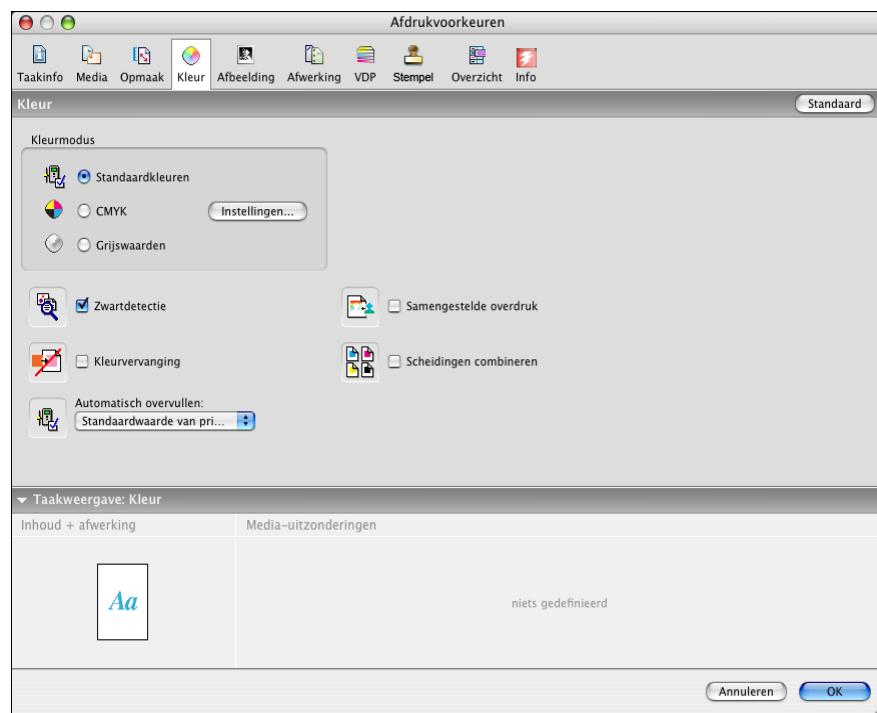 Afdrukvoorkeuren
Taakinfo Media Opmaak Kleur Afbeelding Afwerking VDP Stempel Overzicht Info
Kleur Standaard
Kleurmodus
Standaardkleuren
CMYK Instellingen...
Grijswaarden
Zwartdetectie Samengestelde overdruk
Kleurvervanging Scheidingen combineren
Automatisch overvullen:
Standaardwaarde van pri...
Taakweergave: Kleur
Inhoud + afwerking Media-uitzonderingen
Aa
niets gedefinieerd
Annuleren OK